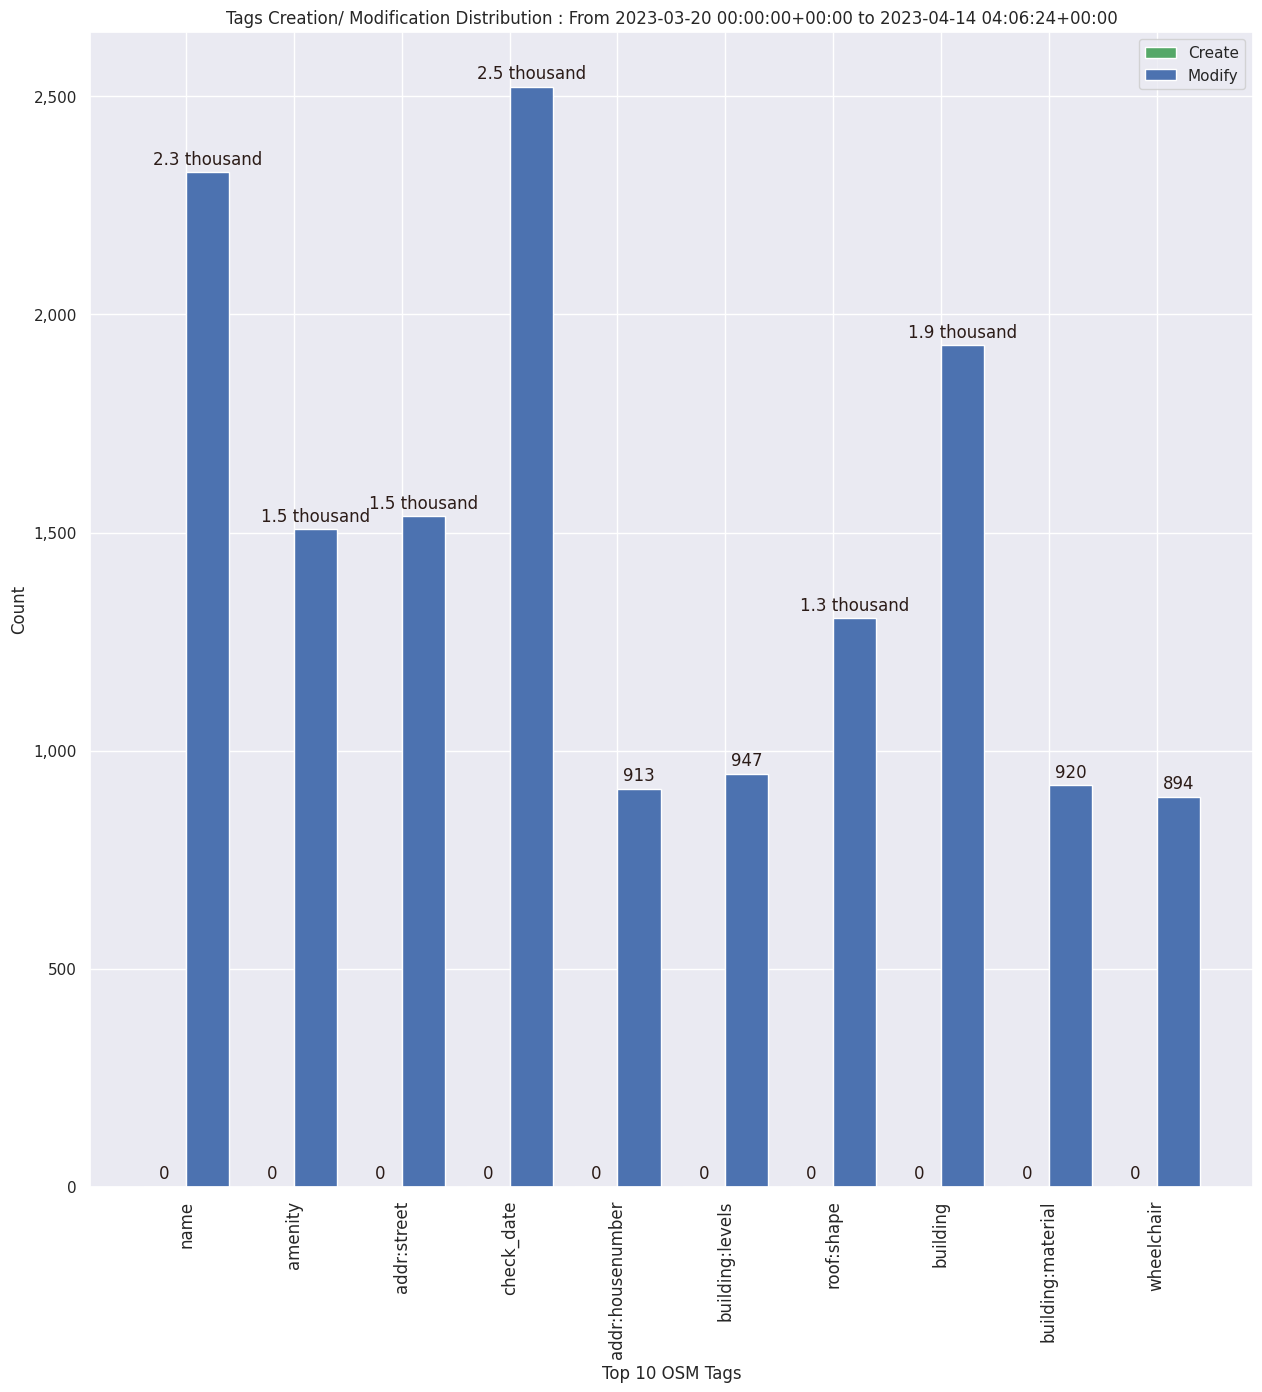 Tags Creation/ Modification Distribution : From 2023-03-20 00:00:00+00:00 to 2023-04-14 04:06:24+00:00
Create
Modify
2.5 thousand
2.3 thousand
1.9 thousand
1.5 thousand
1.5 thousand
1.3 thousand
947
920
913
894
0 0 0 0 0 0 0 0 0 0
2,500
2,000
1,500
1,000
500
0
Count
name
amenity
addr:street
check_date
addr:housenumber
building:levels
roof:shape
building
building:material
wheelchair
Top 10 OSM Tags